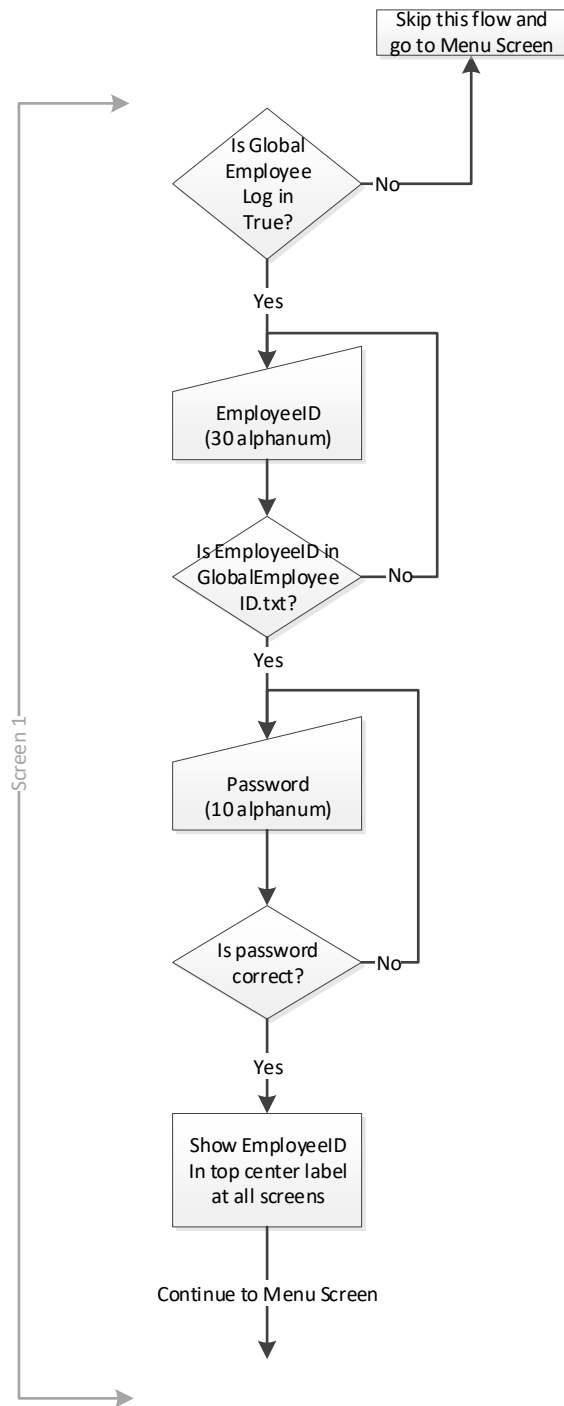 Skip this flow and
go to Menu Screen
Is Global
Employee
Log in
True?
No
Yes
EmployeeID
(30 alphanum)
Is EmployeeID in
GlobalEmployee
ID.txt?
No
Yes
Screen 1
Password
(10 alphanum)
Is password
correct?
No
Yes
Show EmployeeID
In top center label
at all screens
Continue to Menu Screen